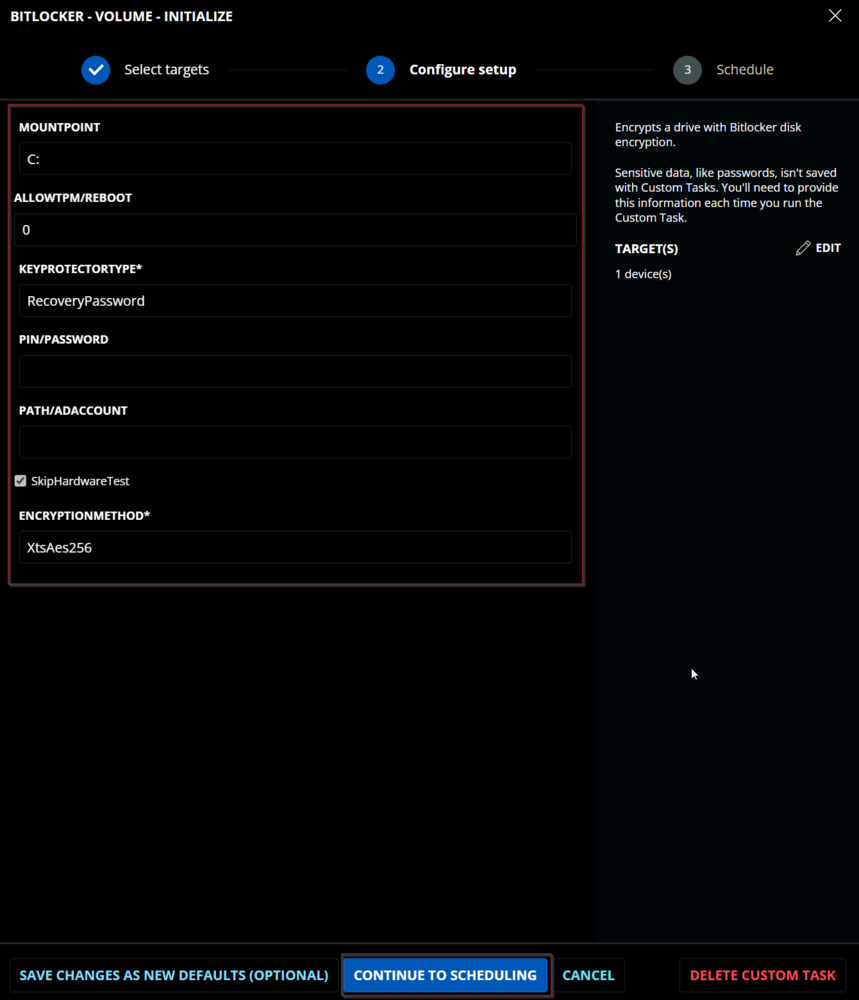 BITLOCKER - VOLUME - INITIALIZE
Select targets
2
Configure setup
3
Schedule
MOUNTPOINT
C:
ALLOWTPM/REBOOT
0
KEYPROTECTORTYPE*
RecoveryPassword
PIN/PASSWORD
PATH/ADACCOUNT
SkipHardwareTest
ENCRYPTIONMETHOD*
XtsAes256
Encrypts a drive with Bitlocker disk
encryption.
Sensitive data, like passwords, isn't saved
with Custom Tasks. You'll need to provide
this information each time you run the
Custom Task.
TARGET(S)
EDIT
1 device(s)
SAVE CHANGES AS NEW DEFAULTS (OPTIONAL)
CONTINUE TO SCHEDULING
CANCEL
DELETE CUSTOM TASK